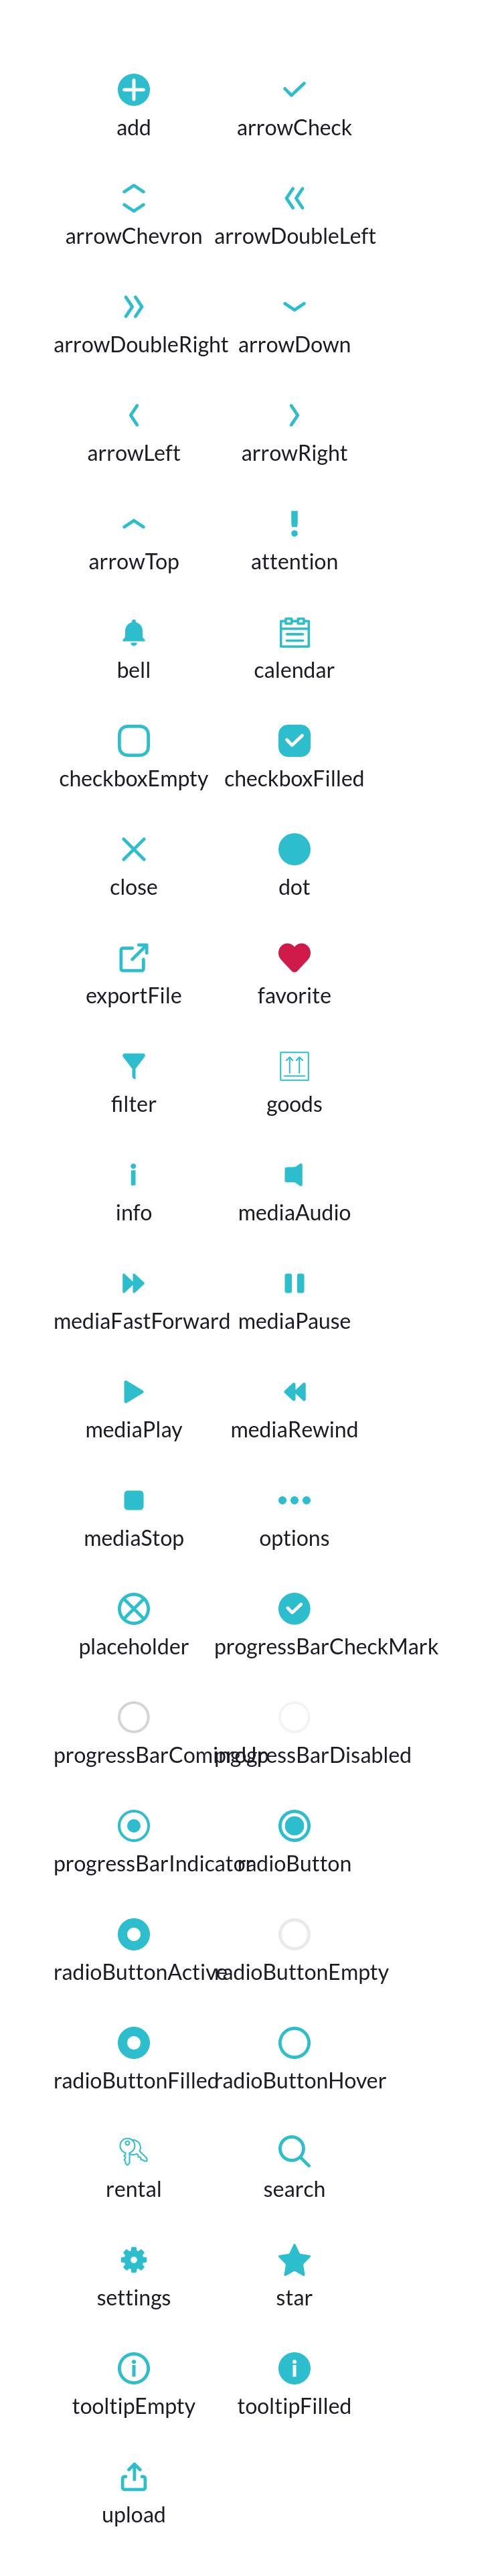 add arrowCheck
arrowChevron arrowDoubleLeft
arrowDoubleRight arrowDown
arrowLeft arrowRight
arrowTop attention
bell calendar
checkboxEmpty checkboxFilled
close dot
exportFile favorite
filter goods
info mediaAudio
mediaFastForward mediaPause
mediaPlay mediaRewind
mediaStop options
placeholder progressBarCheckMark
progressBarComingUp progressBarDisabled
progressBarIndicator radioButton
radioButtonActive radioButtonEmpty
radioButtonFilled radioButtonHover
rental search
settings star
tooltipEmpty tooltipFilled
upload